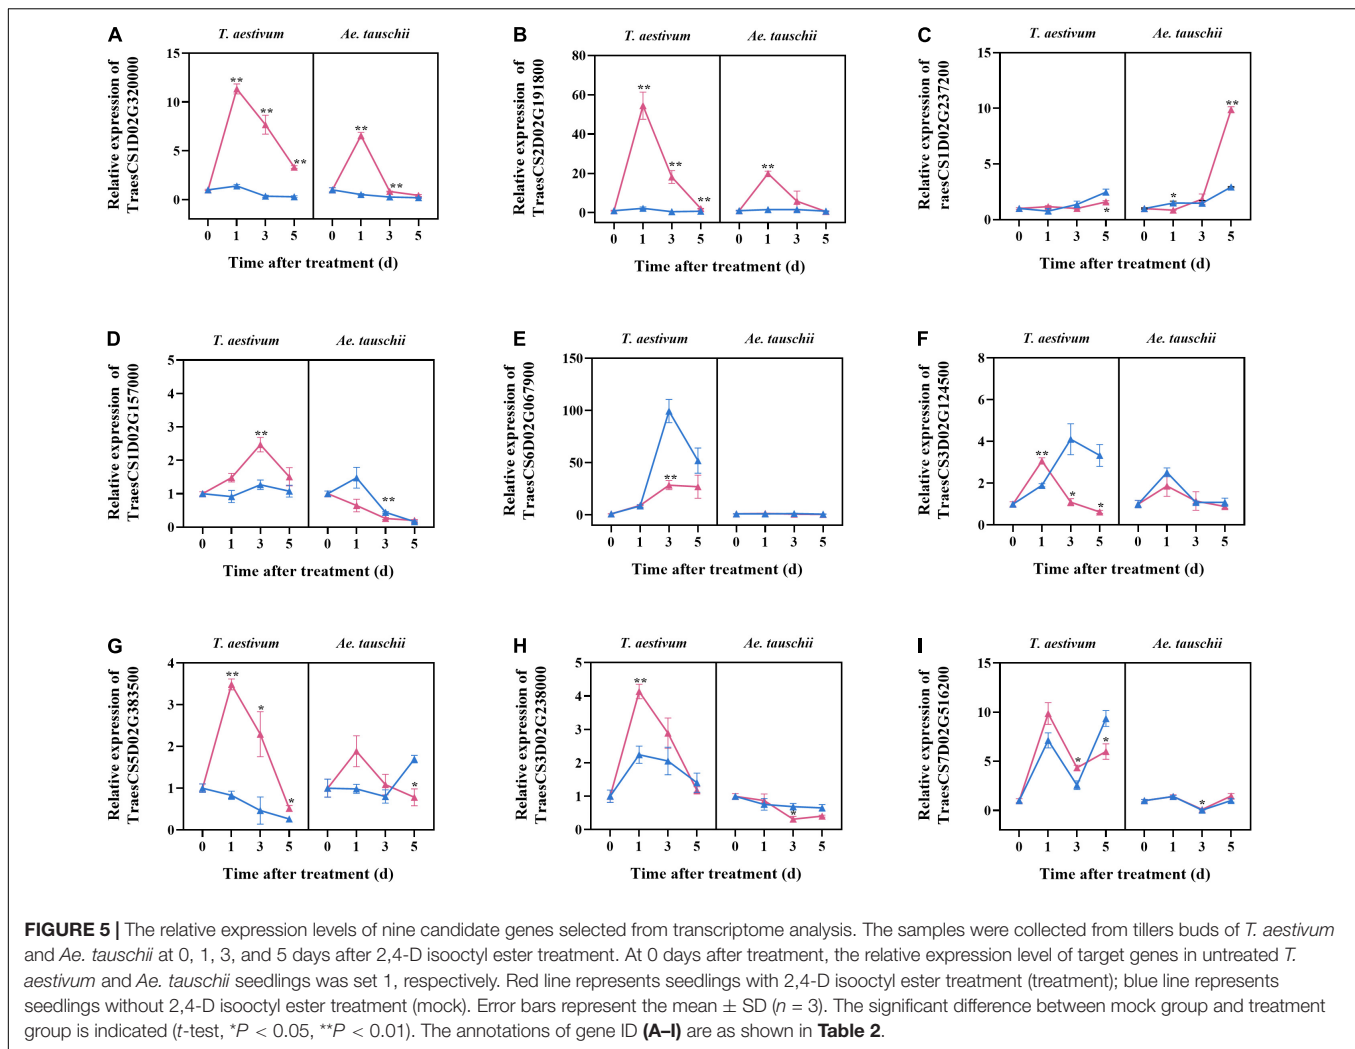 A
T. aestivum
Ae. tauschii
Relative expression of
TraesCS1D02G320000
15
10
5
0
**
**
**
**
**
0 1 3 5 0 1 3 5
Time after treatment (d)
B
T. aestivum
Ae. tauschii
Relative expression of
TraesCS2D02G191800
80
60
40
20
0
**
**
**
**
0 1 3 5 0 1 3 5
Time after treatment (d)
C
T. aestivum
Ae. tauschii
Relative expression of
raesCS1D02G237200
15
10
5
0
*
*
**
*
*
0 1 3 5 0 1 3 5
Time after treatment (d)
D
T. aestivum
Ae. tauschii
Relative expression of
TraesCS1D02G157000
5
4
3
2
1
0
**
**
0 1 3 5 0 1 3 5
Time after treatment (d)
E
T. aestivum
Ae. tauschii
Relative expression of
TraesCS6D02G067900
150
100
50
0
**
0 1 3 5 0 1 3 5
Time after treatment (d)
F
T. aestivum
Ae. tauschii
Relative expression of
TraesCS3D02G124500
8
6
4
2
0
**
*
*
0 1 3 5 0 1 3 5
Time after treatment (d)
G
T. aestivum
Ae. tauschii
Relative expression of
TraesCS5D02G383500
4
3
2
1
0
**
*
*
*
0 1 3 5 0 1 3 5
Time after treatment (d)
H
T. aestivum
Ae. tauschii
Relative expression of
TraesCS3D02G238000
5
4
3
2
1
0
**
*
0 1 3 5 0 1 3 5
Time after treatment (d)
I
T. aestivum
Ae. tauschii
Relative expression of
TraesCS7D02G516200
15
10
5
0
*
*
*
0 1 3 5 0 1 3 5
Time after treatment (d)
FIGURE 5 | The relative expression levels of nine candidate genes selected from transcriptome analysis. The samples were collected from tillers buds of T. aestivum
and Ae. tauschii at 0, 1, 3, and 5 days after 2,4-D isooctyl ester treatment. At 0 days after treatment, the relative expression level of target genes in untreated T.
aestivum and Ae. tauschii seedlings was set 1, respectively. Red line represents seedlings with 2,4-D isooctyl ester treatment (treatment); blue line represents
seedlings without 2,4-D isooctyl ester treatment (mock). Error bars represent the mean ± SD (n = 3). The significant difference between mock group and treatment
group is indicated (t-test, *P < 0.05, **P < 0.01). The annotations of gene ID (A–I) are as shown in Table 2.